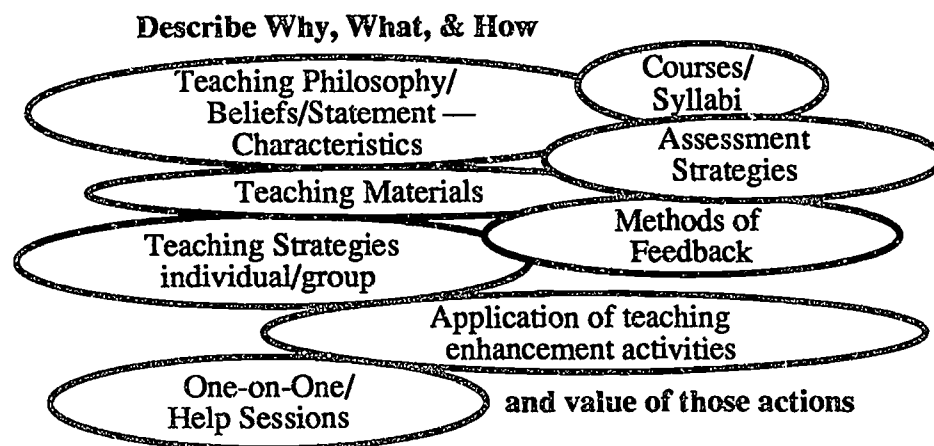 Describe Why, What, & How
Teaching Philosophy/
Beliefs/Statement —
Characteristics
Courses/
Syllabi
Assessment
Strategies
Teaching Materials
Methods of
Feedback
Teaching Strategies
individual/group
Application of teaching
enhancement activities
One-on-One/
Help Sessions
and value of those actions